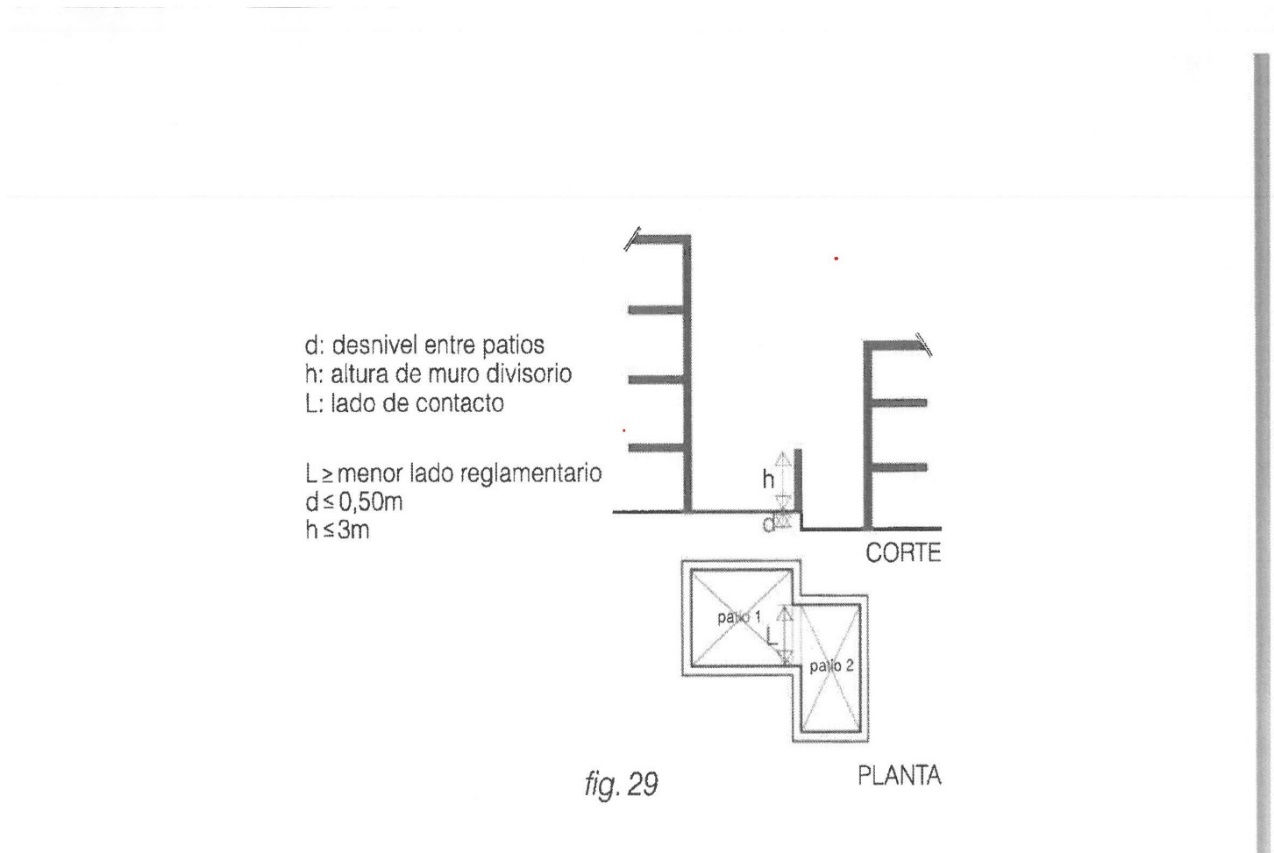 d: desnivel entre patios
h: altura de muro divisorio
L: lado de contacto
L ≥ menor lado reglamentario
d ≤ 0,50m
h ≤ 3m
h
d
CORTE
patio 1
L
patio 2
PLANTA
fig. 29